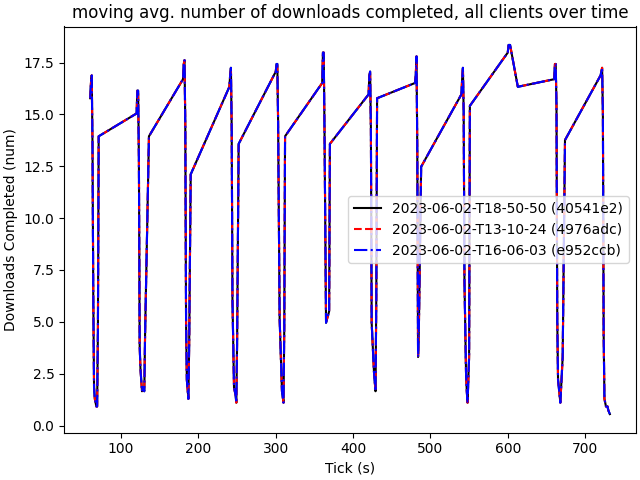 moving avg. number of downloads completed, all clients over time
Downloads Completed (num)
17.5
15.0
12.5
10.0
7.5
5.0
2.5
0.0
2023-06-02-T18-50-50 (40541e2)
2023-06-02-T13-10-24 (4976adc)
2023-06-02-T16-06-03 (e952ccb)
100 200 300 400 500 600 700
Tick (s)